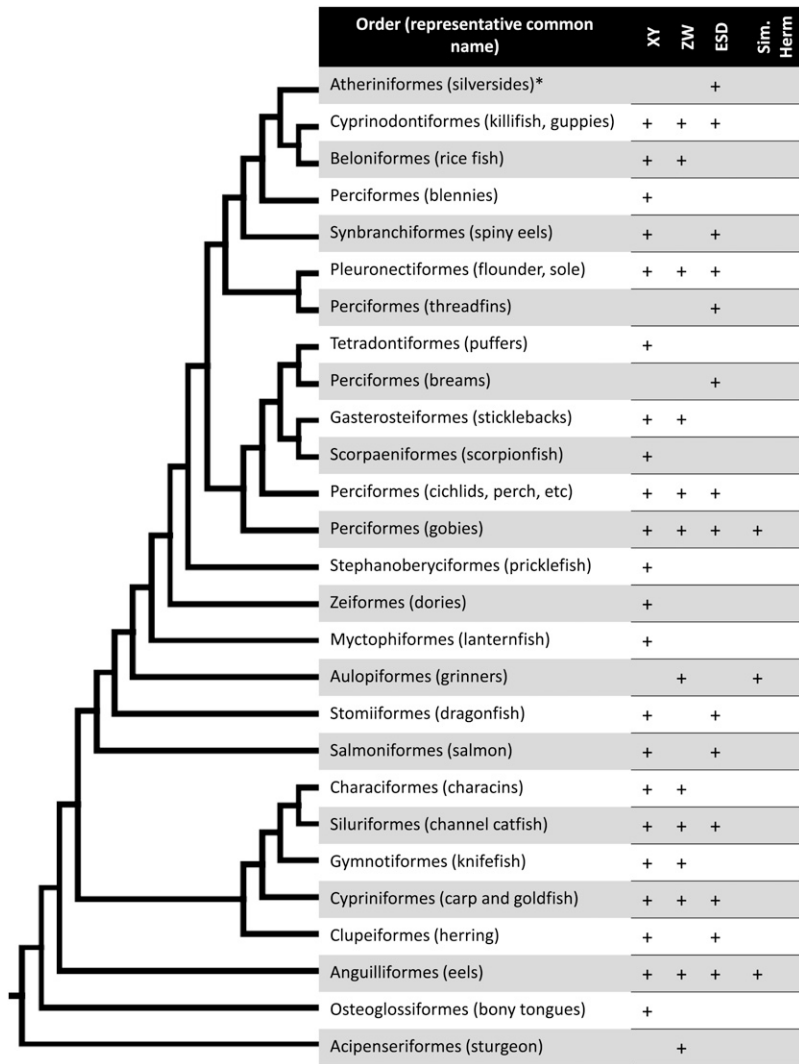 Order (representative common name) XY ZW ESD Sim. Herm
Atheriniformes (silversides)* +
Cyprinodontiformes (killifish, guppies) + + +
Beloniformes (rice fish) + +
Perciformes (blennies) +
Synbranchiformes (spiny eels) + +
Pleuronectiformes (flounder, sole) + + +
Perciformes (threadfins) +
Tetradontiformes (puffers) +
Perciformes (breams) +
Gasterosteiformes (sticklebacks) + +
Scorpaeniformes (scorpionfish) +
Perciformes (cichlids, perch, etc) + + +
Perciformes (gobies) + + + +
Stephanoberyciformes (pricklefish) +
Zeiformes (dories) +
Myctophiformes (lanternfish) +
Aulopiformes (grinners) + +
Stomiiformes (dragonfish) + +
Salmoniformes (salmon) + +
Characiformes (characins) + +
Siluriformes (channel catfish) + + +
Gymnotiformes (knifefish) + +
Cypriniformes (carp and goldfish) + + +
Clupeiformes (herring) + +
Anguilliformes (eels) + + + +
Osteoglossiformes (bony tongues) +
Acipenseriformes (sturgeon) +